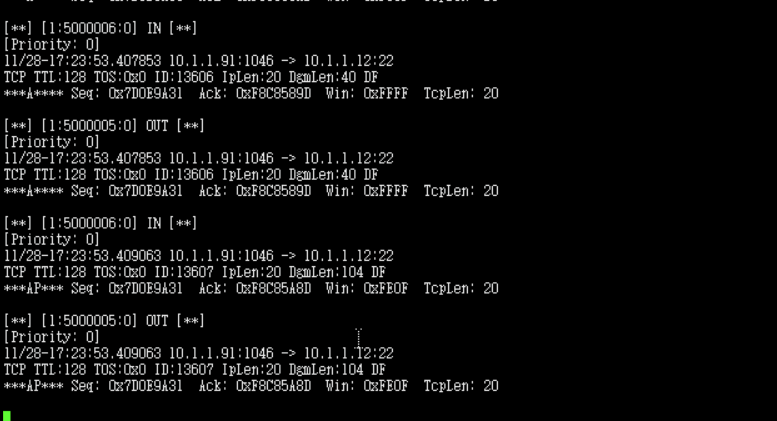 [**] [1:5000006:0] IN [**]
[Priority: 0]
11/28-17:23:53.407853 10.1.1.91:1046 -> 10.1.1.12:22
TCP TTL:128 TOS:0x0 ID:13606 IpLen:20 DgmLen:40 DF
***A**** Seq: 0x7D0E9A31  Ack: 0xF8C8589D  Win: 0xFFFF  TcpLen: 20
[**] [1:5000005:0] OUT [**]
[Priority: 0]
11/28-17:23:53.407853 10.1.1.91:1046 -> 10.1.1.12:22
TCP TTL:128 TOS:0x0 ID:13606 IpLen:20 DgmLen:40 DF
***A**** Seq: 0x7D0E9A31  Ack: 0xF8C8589D  Win: 0xFFFF  TcpLen: 20
[**] [1:5000006:0] IN [**]
[Priority: 0]
11/28-17:23:53.409063 10.1.1.91:1046 -> 10.1.1.12:22
TCP TTL:128 TOS:0x0 ID:13607 IpLen:20 DgmLen:104 DF
***AP*** Seq: 0x7D0E9A31  Ack: 0xF8C85A8D  Win: 0xFE0F  TcpLen: 20
[**] [1:5000005:0] OUT [**]
[Priority: 0]
11/28-17:23:53.409063 10.1.1.91:1046 -> 10.1.1.12:22
TCP TTL:128 TOS:0x0 ID:13607 IpLen:20 DgmLen:104 DF
***AP*** Seq: 0x7D0E9A31  Ack: 0xF8C85A8D  Win: 0xFE0F  TcpLen: 20